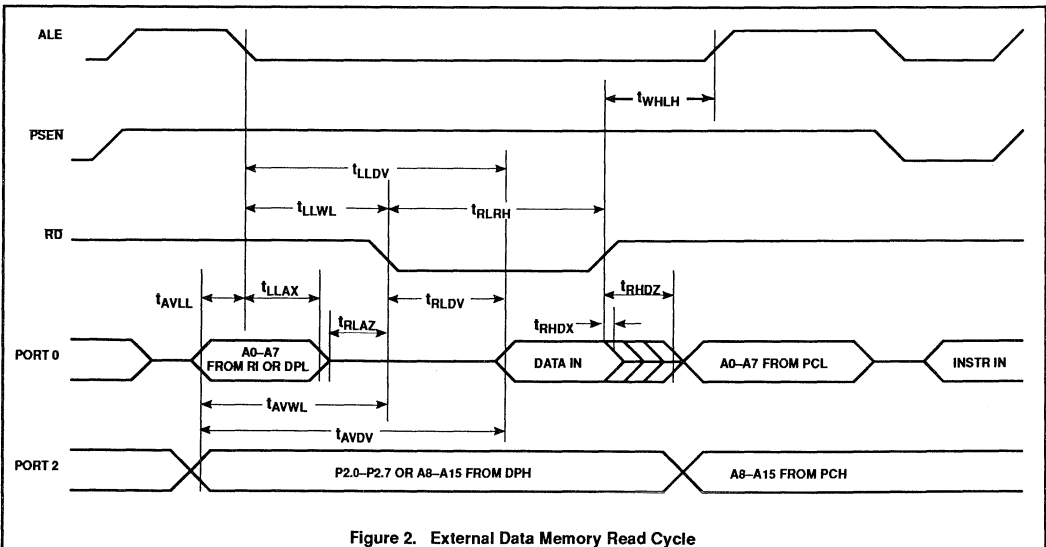 ALE
tWHLH
PSEN
tLLDV
tLLWL
tRLRH
RD
tAVLL
tLLAX
tRLDV
tRHDZ
tRLAZ
tRHDX
PORT 0
A0–A7
FROM RI OR DPL
DATA IN
A0–A7 FROM PCL
INSTR IN
tAVWL
tAVDV
PORT 2
P2.0–P2.7 OR A8–A15 FROM DPH
A8–A15 FROM PCH
Figure 2. External Data Memory Read Cycle